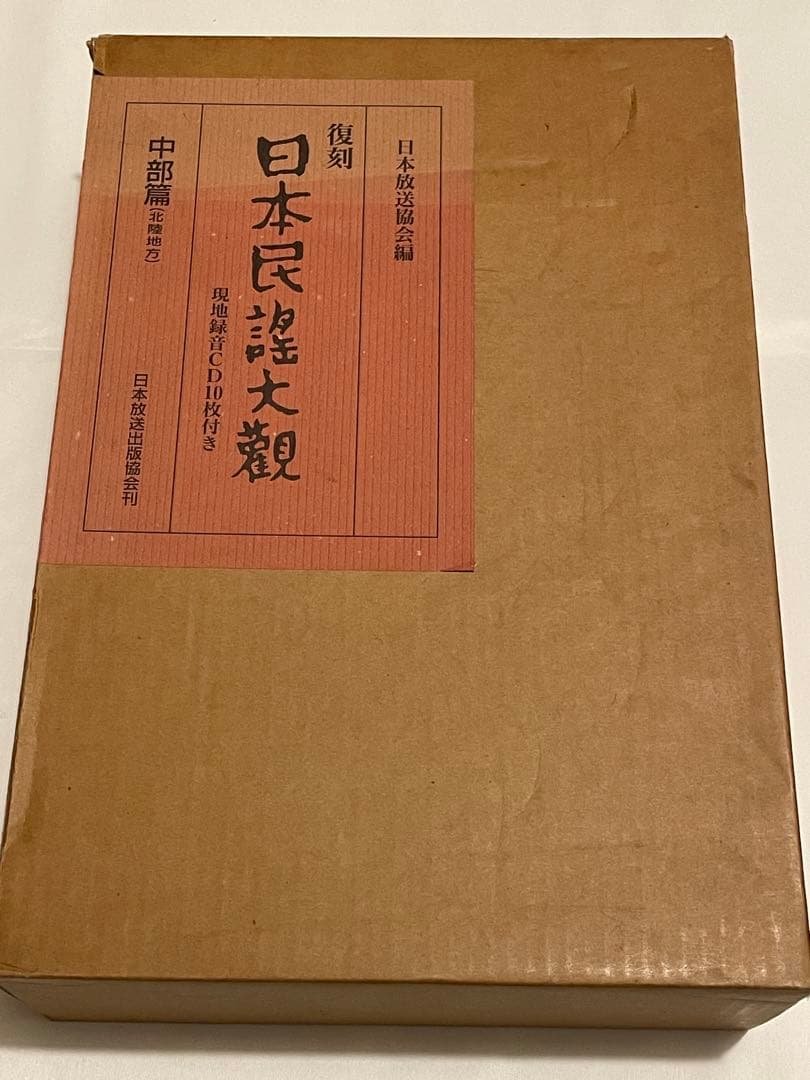 日本放送協会編
復刻
日本民謡大觀
現地録音CD10枚付き
中部篇(北陸地方)
日本放送出版協会刊